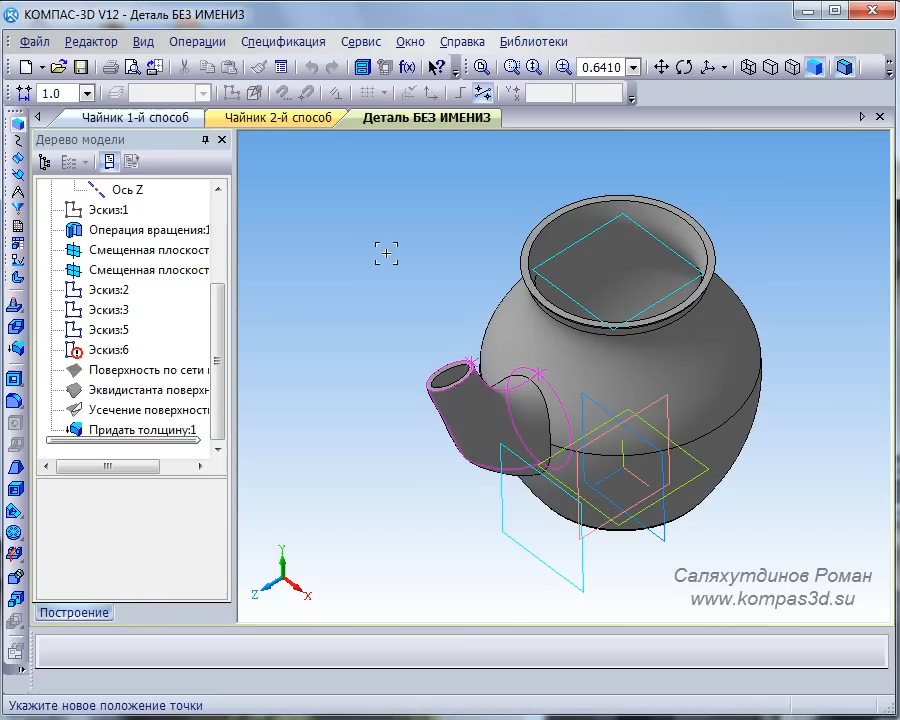 КОМПАС-3D V12 - Деталь БЕЗ ИМЕНИ3
Файл Редактор Вид Операции Спецификация Сервис Окно Справка Библиотеки
f(x) 0.6410
1.0
Чайник 1-й способ Чайник 2-й способ Деталь БЕЗ ИМЕНИ3
Дерево модели
Ось Z
Эскиз:1
Операция вращения:1
Смещенная плоскост
Смещенная плоскост
Эскиз:2
Эскиз:3
Эскиз:5
Эскиз:6
Поверхность по сети
Эквидистанта поверхн
Усечение поверхност
Придать толщину:1
Y
Z
X
Саляхутдинов Роман
www.kompas3d.su
Построение
Укажите новое положение точки